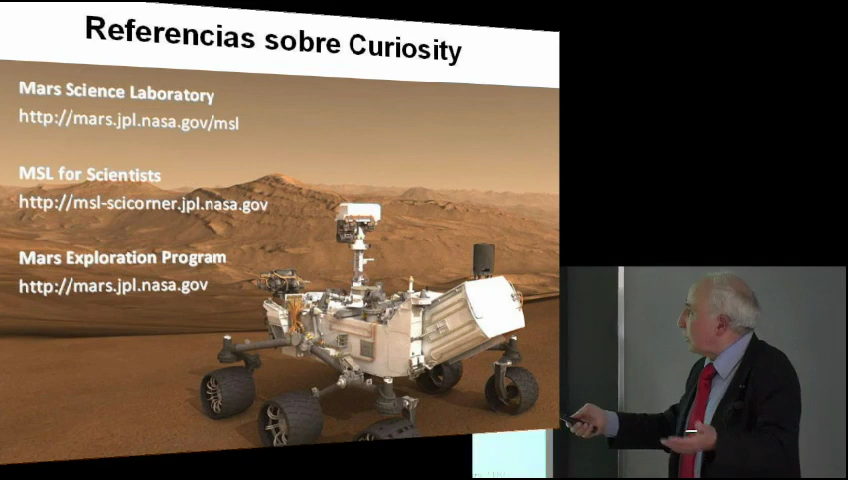 Referencias sobre Curiosity
Mars Science Laboratory
http://mars.jpl.nasa.gov/msl
MSL for Scientists
http://msl-scicorner.jpl.nasa.gov
Mars Exploration Program
http://mars.jpl.nasa.gov